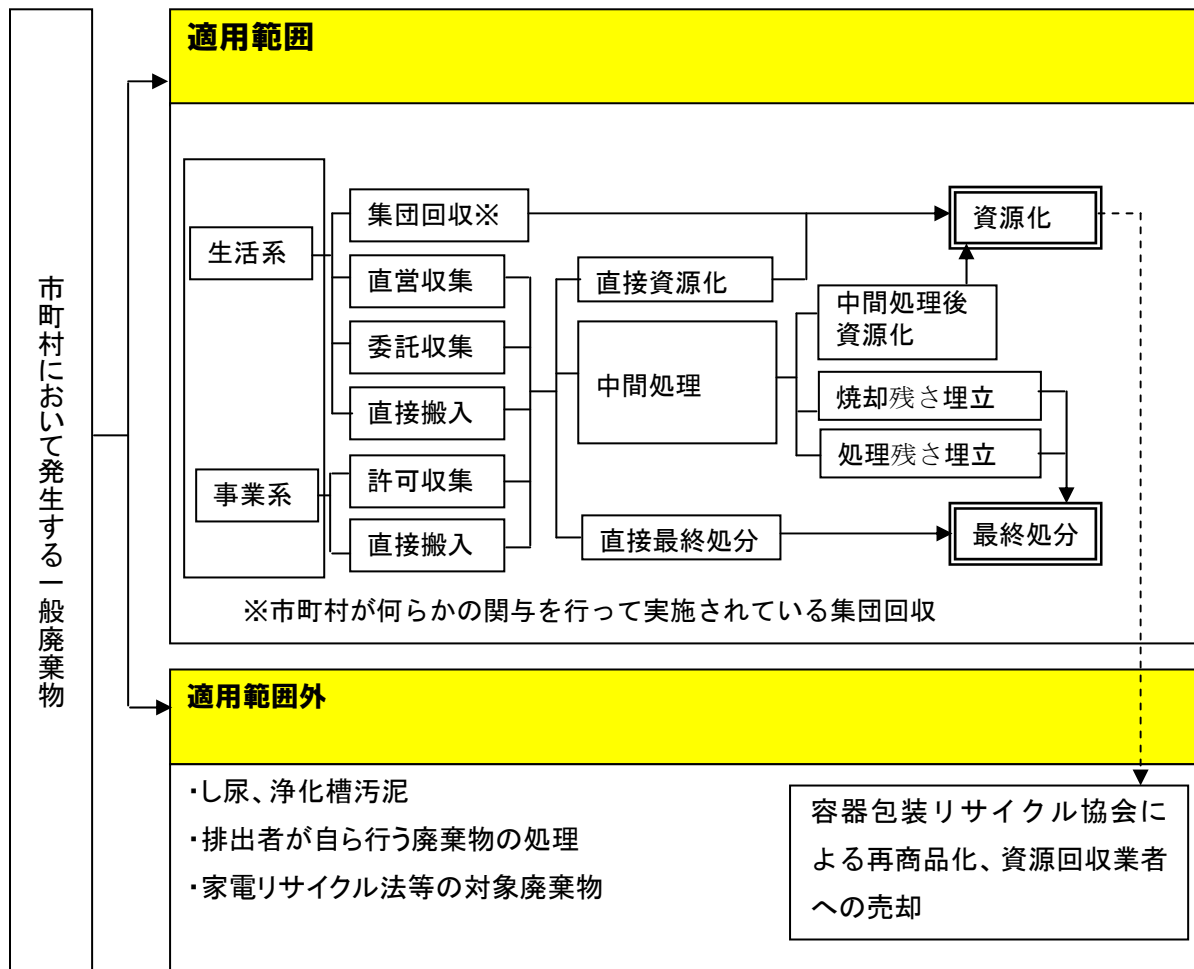 市町村において発生する一般廃棄物
適用範囲
生活系
事業系
集団回収※
直営収集
委託収集
直接搬入
許可収集
直接搬入
直接資源化
中間処理
直接最終処分
中間処理後
資源化
焼却残さ埋立
処理残さ埋立
資源化
最終処分
※市町村が何らかの関与を行って実施されている集団回収
適用範囲外
・し尿、浄化槽汚泥
・排出者が自ら行う廃棄物の処理
・家電リサイクル法等の対象廃棄物
容器包装リサイクル協会に
よる再商品化、資源回収業者
への売却